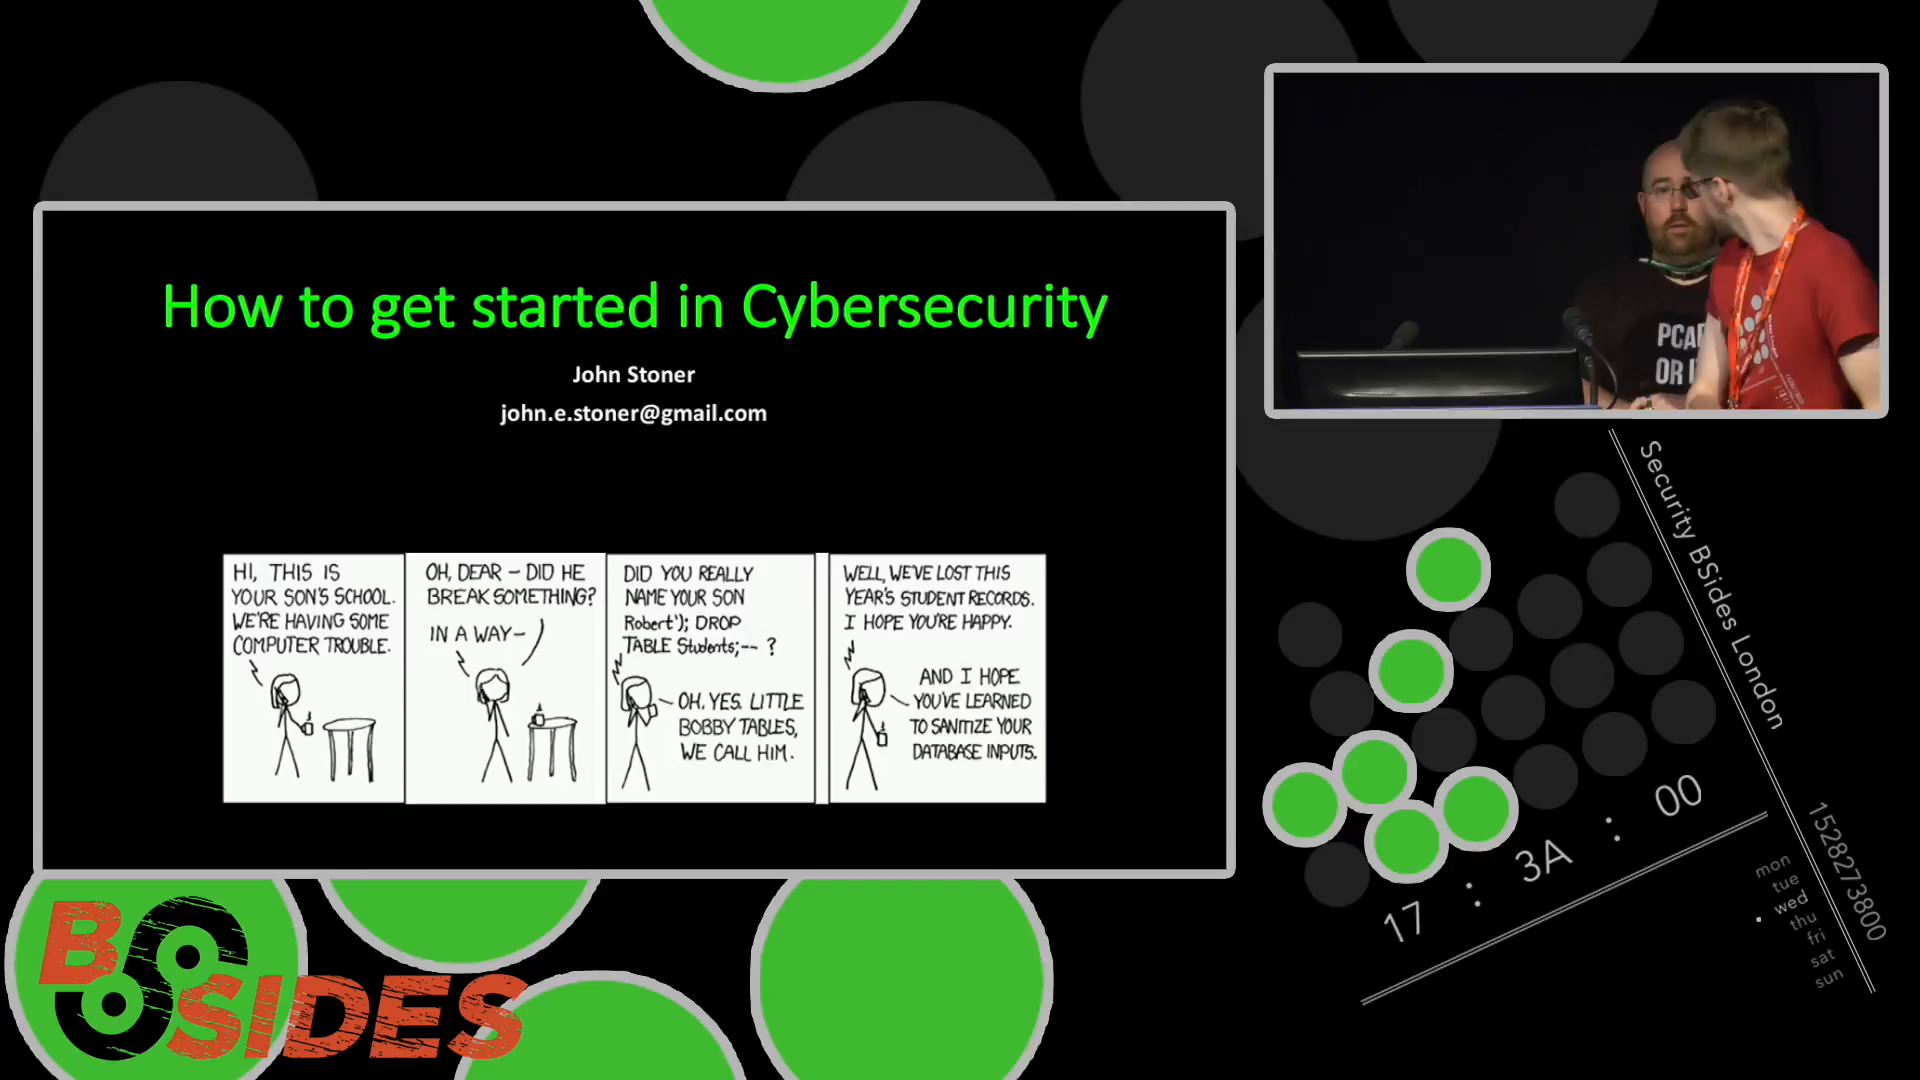 How to get started in Cybersecurity
John Stoner
john.e.stoner@gmail.com
HI, THIS IS
YOUR SON'S SCHOOL.
WE'RE HAVING SOME
COMPUTER TROUBLE.
OH, DEAR – DID HE
BREAK SOMETHING?
IN A WAY–
DID YOU REALLY
NAME YOUR SON
Robert'); DROP
TABLE Students;-- ?
OH, YES. LITTLE
BOBBY TABLES,
WE CALL HIM.
WELL, WE'VE LOST THIS
YEAR'S STUDENT RECORDS.
I HOPE YOU'RE HAPPY.
AND I HOPE
YOU'VE LEARNED
TO SANITIZE YOUR
DATABASE INPUTS.
OR
Security BSides London
17 : 3A : 00
1528273800
mon
tue
wed
thu
fri
sat
sun
BSIDES